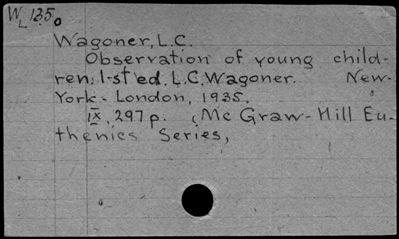 WL 135.
Wagoner, L.C.
Observation of young child-
ren. 1-st ed. L.C. Wagoner. New-
York - London, 1935.
IX, 297 p. (Mc Graw-Hill Eu-
thenics Series,